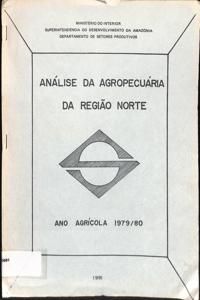 MINISTÉRIO DO INTERIOR
SUPERINTENDÊNCIA DO DESENVOLVIMENTO DA AMAZÔNIA
DEPARTAMENTO DE SETORES PRODUTIVOS
ANÁLISE DA AGROPECUÁRIA
DA REGIÃO NORTE
ANO AGRÍCOLA 1979/80